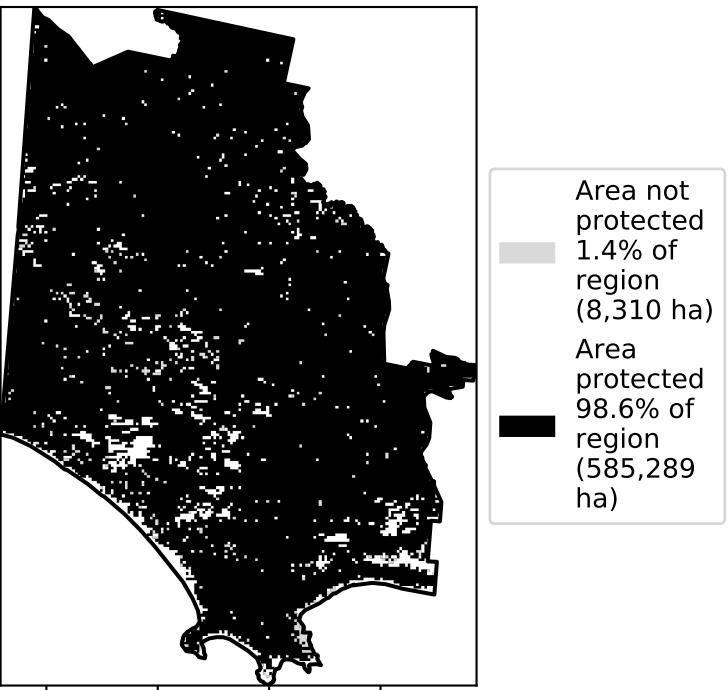 Area not
protected
1.4% of
region
(8,310 ha)
Area
protected
98.6% of
region
(585,289
ha)